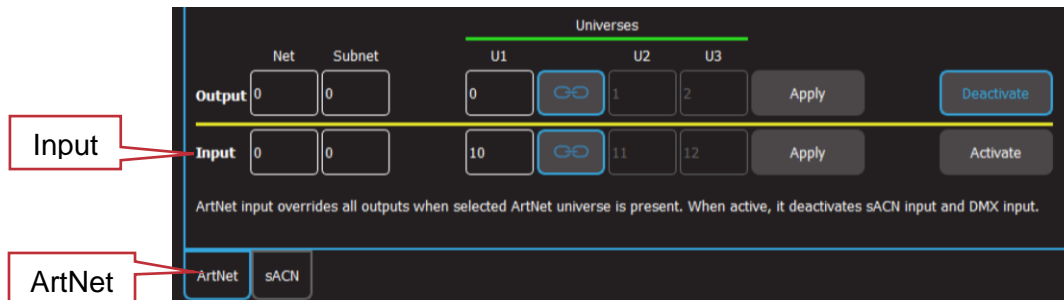 Universes
Net Subnet U1 U2 U3
Output 0 0 0 1 2 Apply Deactivate
Input
Input 0 0 10 11 12 Apply Activate
ArtNet input overrides all outputs when selected ArtNet universe is present. When active, it deactivates sACN input and DMX input.
ArtNet
ArtNet sACN